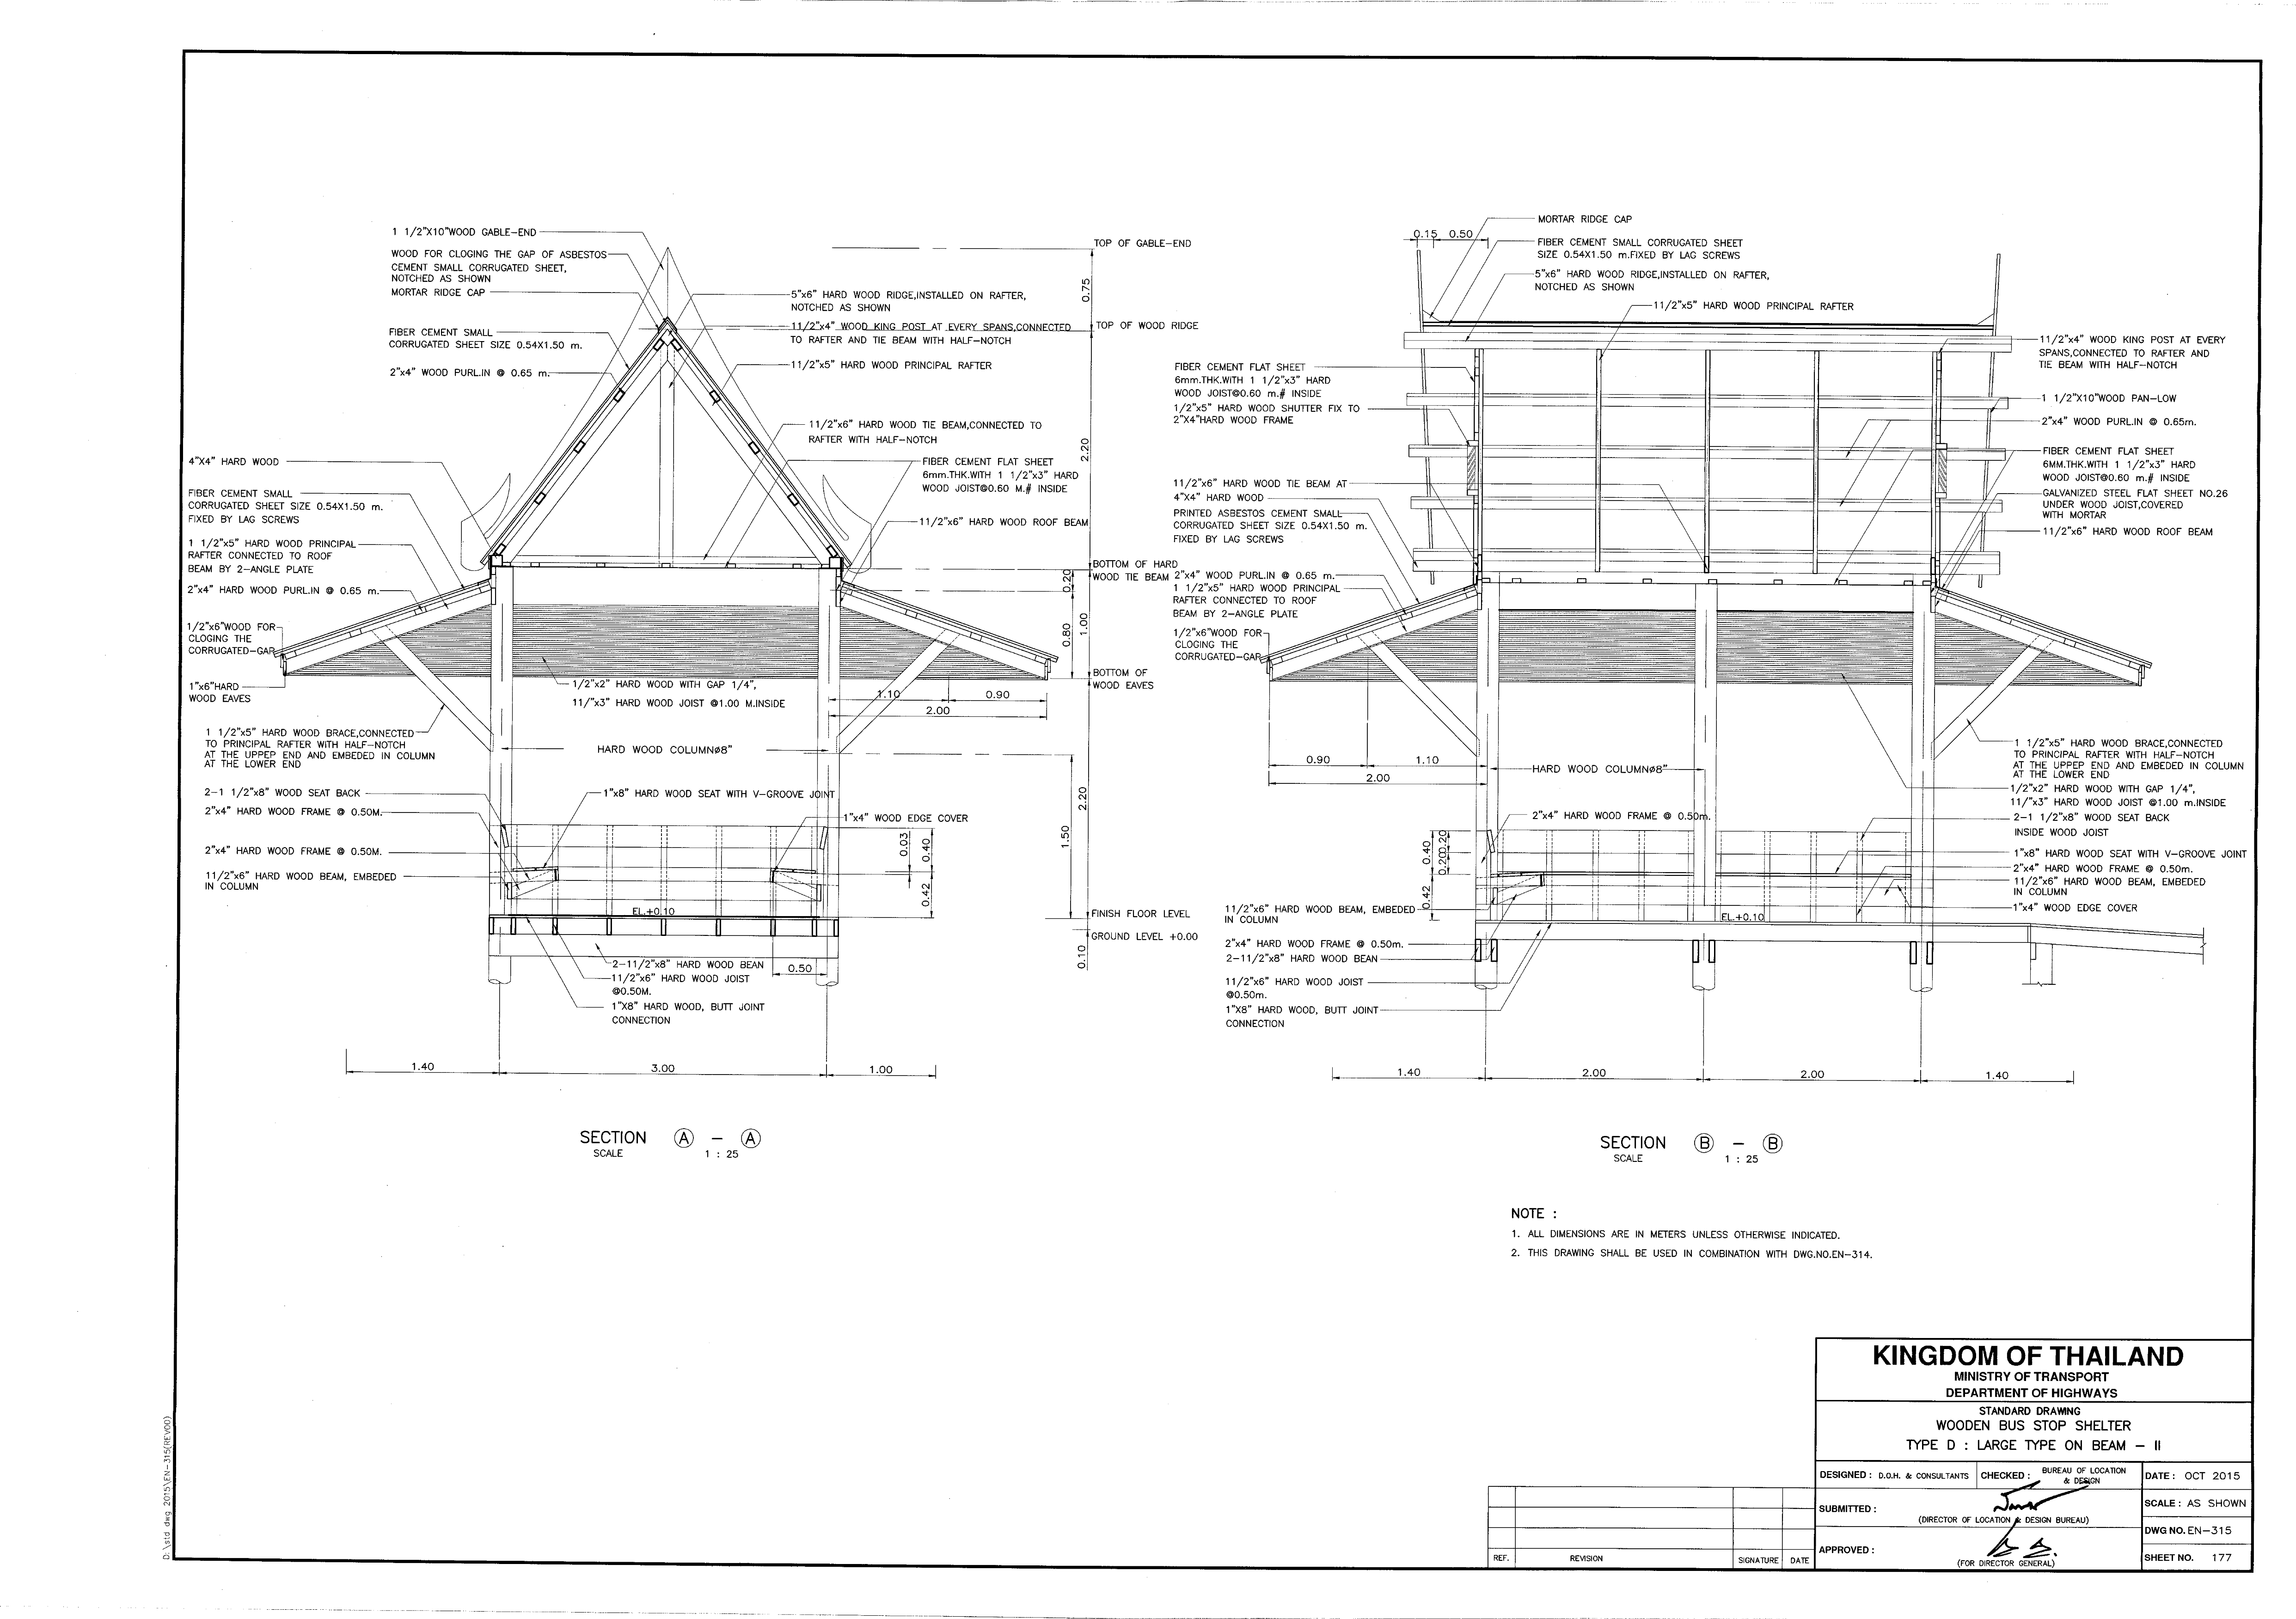 1 1/2"X10"WOOD GABLE-END
WOOD FOR CLOGING THE GAP OF ASBESTOS
CEMENT SMALL CORRUGATED SHEET,
NOTCHED AS SHOWN
MORTAR RIDGE CAP
FIBER CEMENT SMALL
CORRUGATED SHEET SIZE 0.54X1.50 m.
2"x4" WOOD PURL.IN @ 0.65 m.
4"X4" HARD WOOD
FIBER CEMENT SMALL
CORRUGATED SHEET SIZE 0.54X1.50 m.
FIXED BY LAG SCREWS
1 1/2"x5" HARD WOOD PRINCIPAL
RAFTER CONNECTED TO ROOF
BEAM BY 2-ANGLE PLATE
2"x4" HARD WOOD PURL.IN @ 0.65 m.
1/2"x6"WOOD FOR
CLOGING THE
CORRUGATED-GAP
1"x6"HARD
WOOD EAVES
1 1/2"x5" HARD WOOD BRACE,CONNECTED
TO PRINCIPAL RAFTER WITH HALF-NOTCH
AT THE UPPEP END AND EMBEDED IN COLUMN
AT THE LOWER END
2-1 1/2"x8" WOOD SEAT BACK
2"x4" HARD WOOD FRAME @ 0.50M.
2"x4" HARD WOOD FRAME @ 0.50M.
11/2"x6" HARD WOOD BEAM, EMBEDED
IN COLUMN
5"x6" HARD WOOD RIDGE,INSTALLED ON RAFTER,
NOTCHED AS SHOWN
11/2"x4" WOOD KING POST AT EVERY SPANS,CONNECTED
TO RAFTER AND TIE BEAM WITH HALF-NOTCH
11/2"x5" HARD WOOD PRINCIPAL RAFTER
11/2"x6" HARD WOOD TIE BEAM,CONNECTED TO
RAFTER WITH HALF-NOTCH
FIBER CEMENT FLAT SHEET
6mm.THK.WITH 1 1/2"x3" HARD
WOOD JOIST@0.60 M.# INSIDE
11/2"x6" HARD WOOD ROOF BEAM
1/2"x2" HARD WOOD WITH GAP 1/4",
11/"x3" HARD WOOD JOIST @1.00 M.INSIDE
HARD WOOD COLUMNø8"
1"x8" HARD WOOD SEAT WITH V-GROOVE JOINT
1"x4" WOOD EDGE COVER
EL.+0.10
2-11/2"x8" HARD WOOD BEAN
11/2"x6" HARD WOOD JOIST
@0.50M.
1"X8" HARD WOOD, BUTT JOINT
CONNECTION
0.50
1.10
0.90
2.00
0.03
0.40
0.42
TOP OF GABLE-END
0.75
TOP OF WOOD RIDGE
2.20
BOTTOM OF HARD
WOOD TIE BEAM
0.20
0.80
1.00
BOTTOM OF
WOOD EAVES
2.20
1.50
FINISH FLOOR LEVEL
GROUND LEVEL +0.00
0.10
1.40
3.00
1.00
SECTION A - A
SCALE 1 : 25
0.15
0.50
MORTAR RIDGE CAP
FIBER CEMENT SMALL CORRUGATED SHEET
SIZE 0.54X1.50 m.FIXED BY LAG SCREWS
5"x6" HARD WOOD RIDGE,INSTALLED ON RAFTER,
NOTCHED AS SHOWN
11/2"x5" HARD WOOD PRINCIPAL RAFTER
FIBER CEMENT FLAT SHEET
6mm.THK.WITH 1 1/2"x3" HARD
WOOD JOIST@0.60 m.# INSIDE
1/2"x5" HARD WOOD SHUTTER FIX TO
2"X4"HARD WOOD FRAME
11/2"x6" HARD WOOD TIE BEAM AT
4"X4" HARD WOOD
PRINTED ASBESTOS CEMENT SMALL
CORRUGATED SHEET SIZE 0.54X1.50 m.
FIXED BY LAG SCREWS
2"x4" WOOD PURL.IN @ 0.65 m.
1 1/2"x5" HARD WOOD PRINCIPAL
RAFTER CONNECTED TO ROOF
BEAM BY 2-ANGLE PLATE
1/2"x6"WOOD FOR
CLOGING THE
CORRUGATED-GAP
0.90
1.10
2.00
HARD WOOD COLUMNø8"
2"x4" HARD WOOD FRAME @ 0.50m.
0.40
0.20
0.20
0.42
EL.+0.10
11/2"x6" HARD WOOD BEAM, EMBEDED
IN COLUMN
2"x4" HARD WOOD FRAME @ 0.50m.
2-11/2"x8" HARD WOOD BEAN
11/2"x6" HARD WOOD JOIST
@0.50m.
1"X8" HARD WOOD, BUTT JOINT
CONNECTION
11/2"x4" WOOD KING POST AT EVERY
SPANS,CONNECTED TO RAFTER AND
TIE BEAM WITH HALF-NOTCH
1 1/2"X10"WOOD PAN-LOW
2"x4" WOOD PURL.IN @ 0.65m.
FIBER CEMENT FLAT SHEET
6MM.THK.WITH 1 1/2"x3" HARD
WOOD JOIST@0.60 m.# INSIDE
GALVANIZED STEEL FLAT SHEET NO.26
UNDER WOOD JOIST,COVERED
WITH MORTAR
11/2"x6" HARD WOOD ROOF BEAM
1 1/2"x5" HARD WOOD BRACE,CONNECTED
TO PRINCIPAL RAFTER WITH HALF-NOTCH
AT THE UPPEP END AND EMBEDED IN COLUMN
AT THE LOWER END
1/2"x2" HARD WOOD WITH GAP 1/4",
11/"x3" HARD WOOD JOIST @1.00 m.INSIDE
2-1 1/2"x8" WOOD SEAT BACK
INSIDE WOOD JOIST
1"x8" HARD WOOD SEAT WITH V-GROOVE JOINT
2"x4" HARD WOOD FRAME @ 0.50m.
11/2"x6" HARD WOOD BEAM, EMBEDED
IN COLUMN
1"x4" WOOD EDGE COVER
1.40
2.00
2.00
1.40
SECTION B - B
SCALE 1 : 25
NOTE :
1. ALL DIMENSIONS ARE IN METERS UNLESS OTHERWISE INDICATED.
2. THIS DRAWING SHALL BE USED IN COMBINATION WITH DWG.NO.EN-314.
KINGDOM OF THAILAND
MINISTRY OF TRANSPORT
DEPARTMENT OF HIGHWAYS
STANDARD DRAWING
WOODEN BUS STOP SHELTER
TYPE D : LARGE TYPE ON BEAM - II
DESIGNED : D.O.H. & CONSULTANTS
CHECKED : BUREAU OF LOCATION
& DESIGN
DATE : OCT 2015
SUBMITTED :
(DIRECTOR OF LOCATION & DESIGN BUREAU)
SCALE : AS SHOWN
DWG NO. EN-315
APPROVED :
(FOR DIRECTOR GENERAL)
SHEET NO. 177
REF.
REVISION
SIGNATURE
DATE
D:\std dwg 2015\EN-315(REV00)